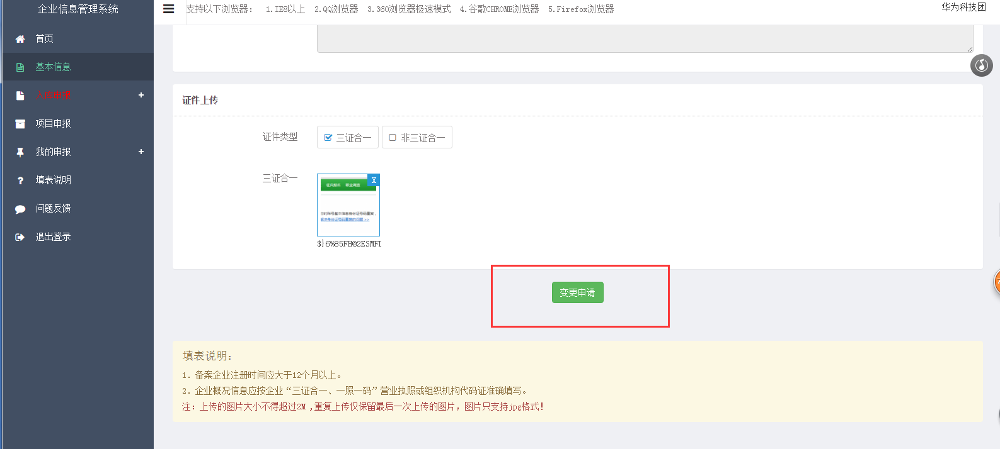 企业信息管理系统
支持以下浏览器： 1.IE8以上 2.QQ浏览器 3.360浏览器极速模式 4.谷歌CHROME浏览器 5.Firefox浏览器
华为科技团
首页
基本信息
项目申报
我的申报
填表说明
问题反馈
退出登录
证件上传
证件类型 三证合一 非三证合一
三证合一
X
$}6%85FH@2ESMFI
变更申请
填表说明：
1. 备案企业注册时间应大于12个月以上。
2. 企业概况信息应按企业“三证合一、一照一码”营业执照或组织机构代码证准确填写。
注：上传的图片大小不得超过2M ,重复上传仅保留最后一次上传的图片，图片只支持jpg格式！